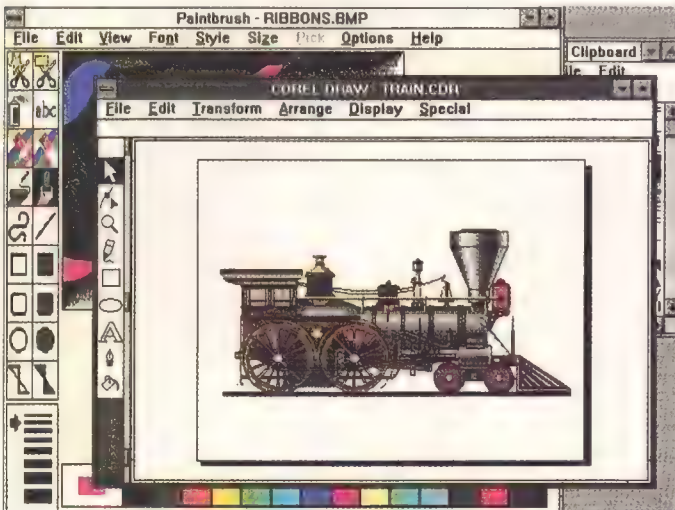 Paintbrush - RIBBONS.BMP
File Edit View Font Style Size Pick Options Help
abc
Clipboard
ile Edit
COREL DRAW - TRAIN.CDR
File Edit Transform Arrange Display Special
A